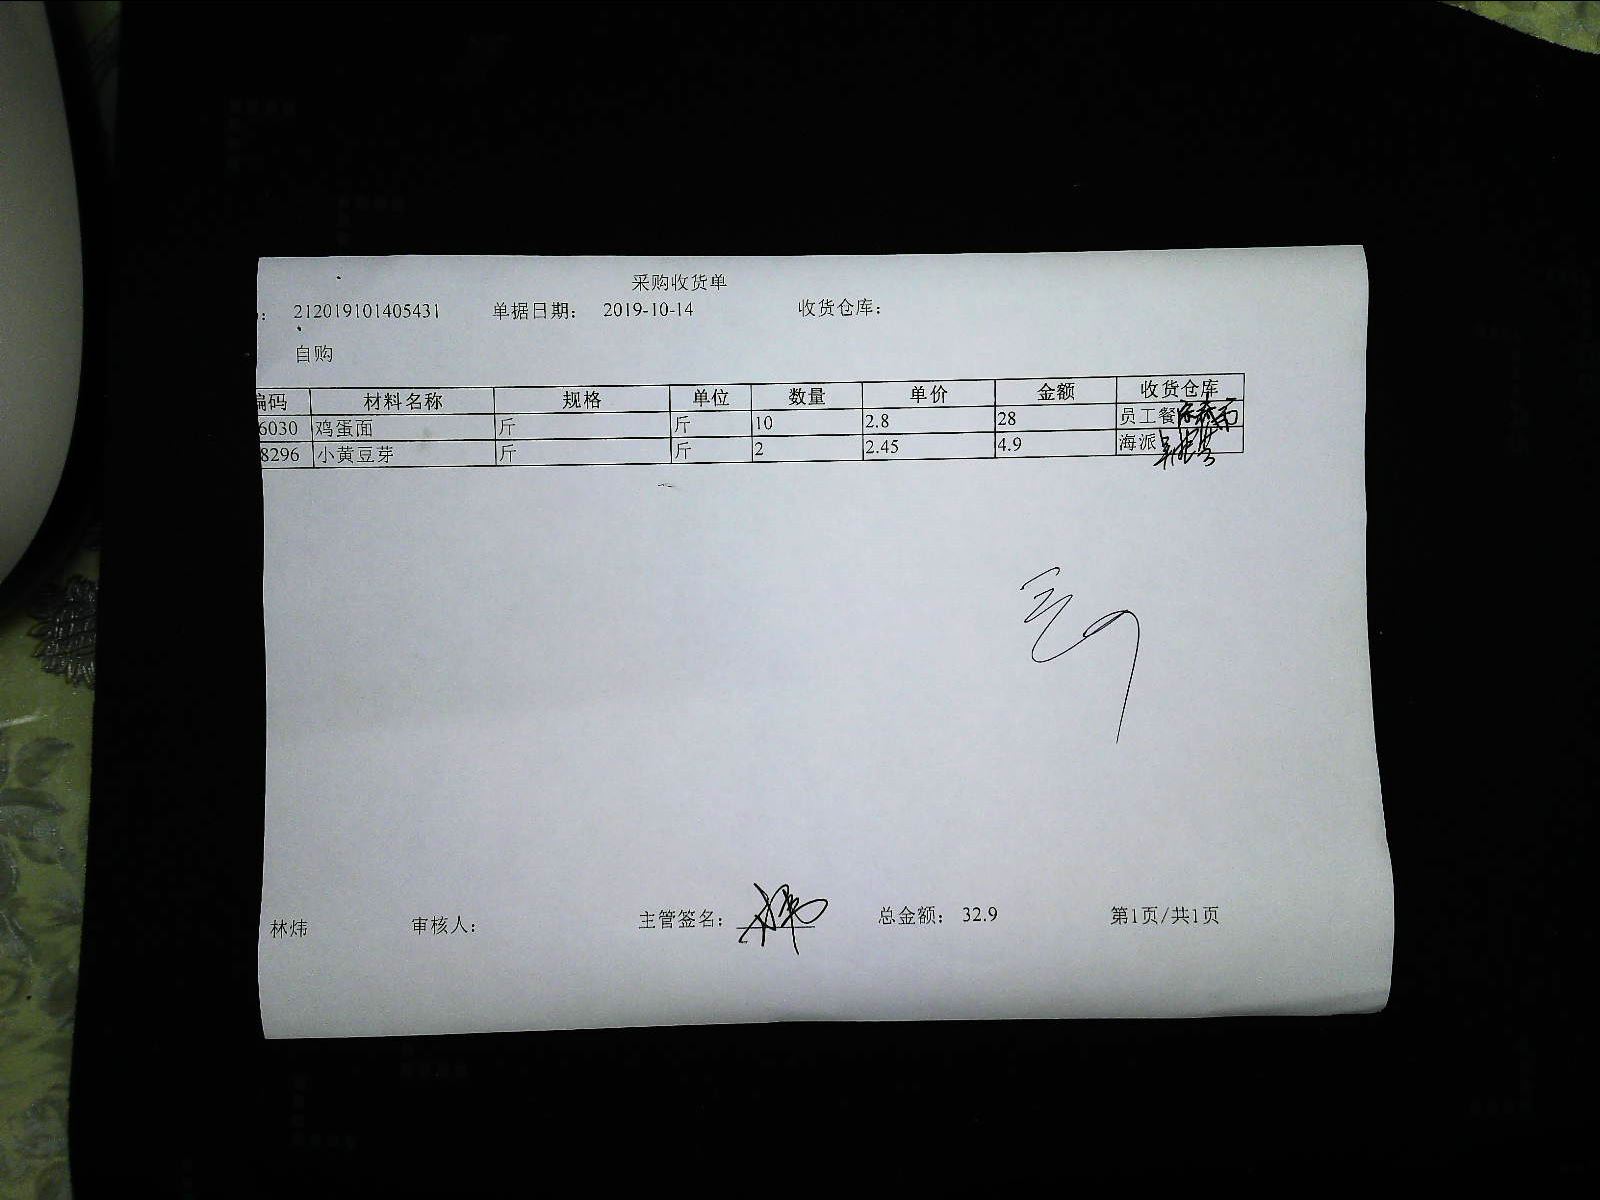 采购收货单
: 212019101405431 单据日期： 2019-10-14 收货仓库：
自购
编码 材料名称 规格 单位 数量 单价 金额 收货仓库
6030 鸡蛋面 斤 斤 10 2.8 28 员工餐
8296 小黄豆芽 斤 斤 2 2.45 4.9 海派
林炜 审核人： 主管签名： 总金额： 32.9 第1页/共1页